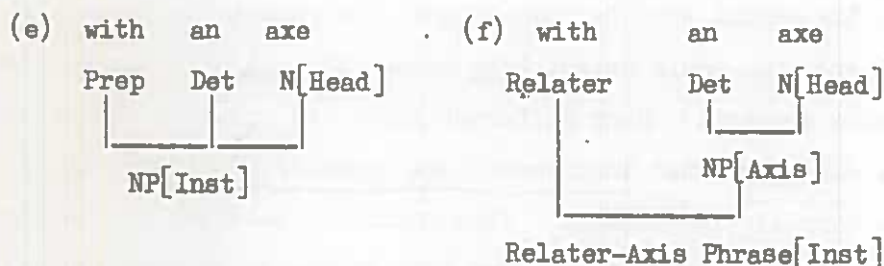 (e) with an axe (f) with an axe
Prep Det N[Head] Relater Det N[Head]
NP[Inst] NP[Axis]
Relater-Axis Phrase[Inst]